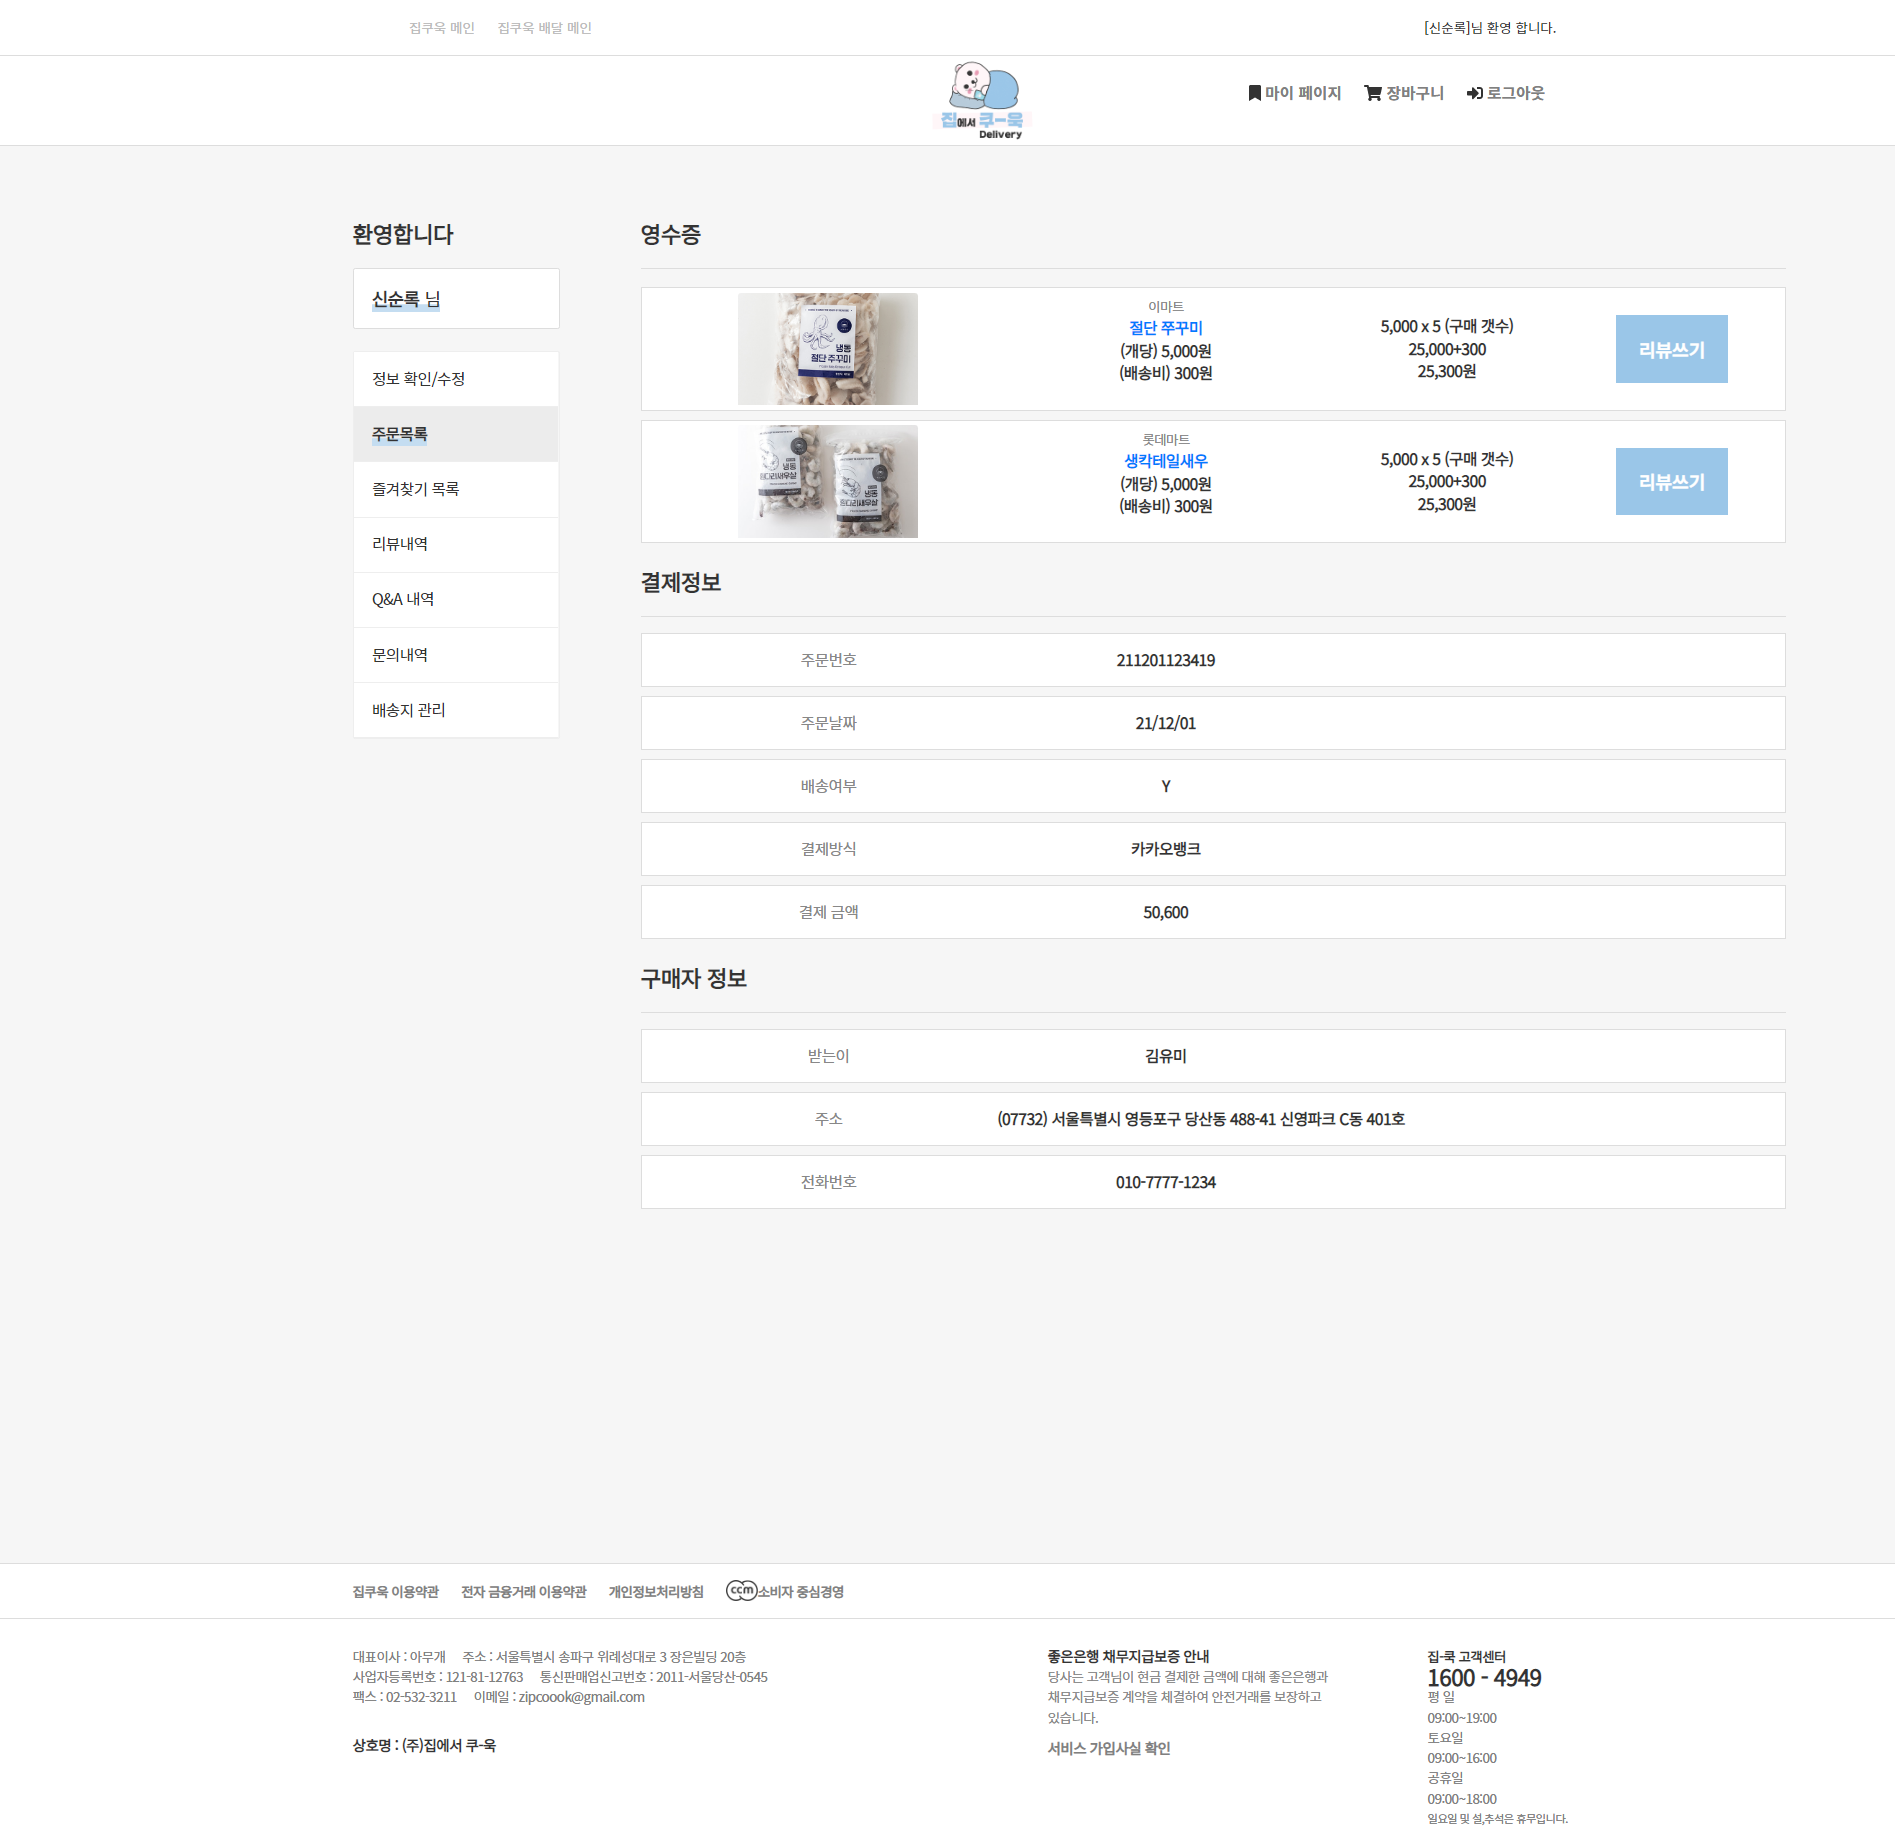 집쿠욱 메인 집쿠욱 배달 메인
[신순록]님 환영 합니다.
집에서 쿠-욱
Delivery
마이 페이지 장바구니 로그아웃
환영합니다
신순록 님
정보 확인/수정
주문목록
즐겨찾기 목록
리뷰내역
Q&A 내역
문의내역
배송지 관리
영수증
냉동
절단 주꾸미
이마트
절단 쭈꾸미
(개당) 5,000원
(배송비) 300원
5,000 x 5 (구매 갯수)
25,000+300
25,300원
리뷰쓰기
냉동
흰다리새우살
냉동
흰다리새우살
롯데마트
생칵테일새우
(개당) 5,000원
(배송비) 300원
5,000 x 5 (구매 갯수)
25,000+300
25,300원
리뷰쓰기
결제정보
주문번호 211201123419
주문날짜 21/12/01
배송여부 Y
결제방식 카카오뱅크
결제 금액 50,600
구매자 정보
받는이 김유미
주소 (07732) 서울특별시 영등포구 당산동 488-41 신영파크 C동 401호
전화번호 010-7777-1234
집쿠욱 이용약관 전자 금융거래 이용약관 개인정보처리방침 ccm 소비자 중심경영
대표이사 : 아무개 주소 : 서울특별시 송파구 위례성대로 3 장은빌딩 20층
사업자등록번호 : 121-81-12763 통신판매업신고번호 : 2011-서울당산-0545
팩스 : 02-532-3211 이메일 : zipcoook@gmail.com
상호명 : (주)집에서 쿠-욱
좋은은행 채무지급보증 안내
당사는 고객님이 현금 결제한 금액에 대해 좋은은행과
채무지급보증 계약을 체결하여 안전거래를 보장하고
있습니다.
서비스 가입사실 확인
집-쿡 고객센터
1600 - 4949
평 일
09:00~19:00
토요일
09:00~16:00
공휴일
09:00~18:00
일요일 및 설,추석은 휴무입니다.